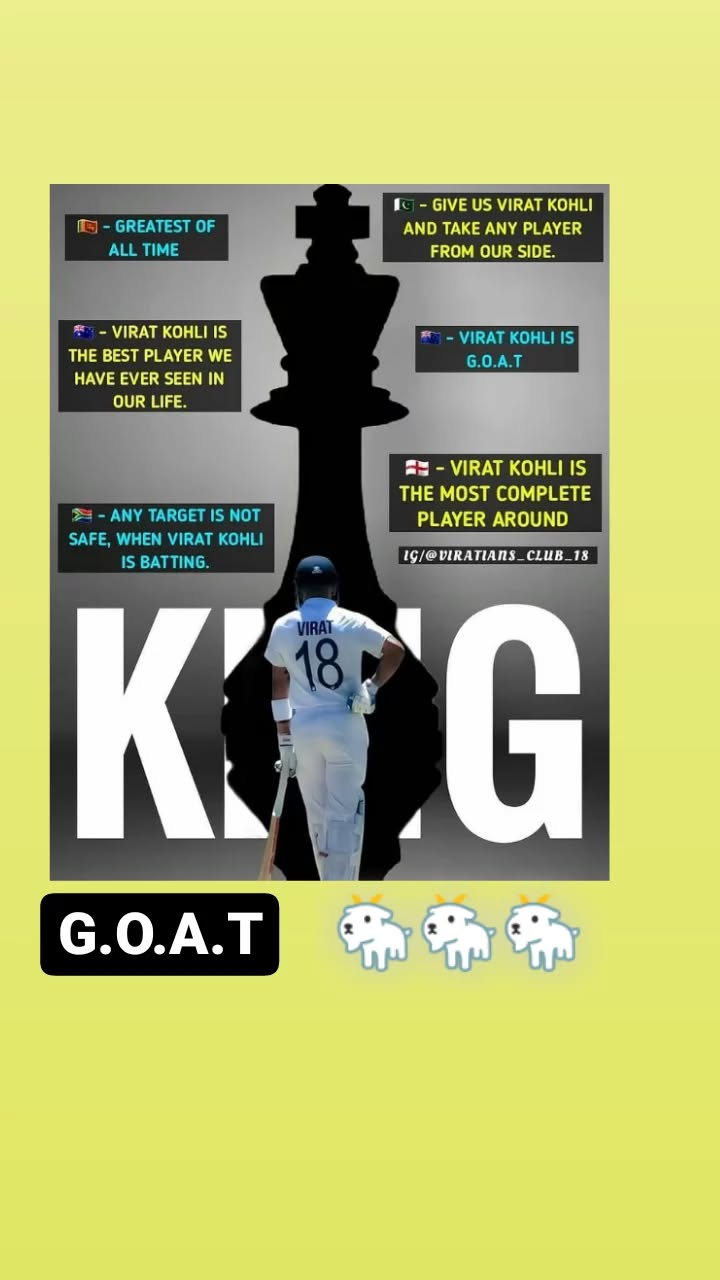 🇱🇰 - GREATEST OF
ALL TIME
🇵🇰 - GIVE US VIRAT KOHLI
AND TAKE ANY PLAYER
FROM OUR SIDE.
🇦🇺 - VIRAT KOHLI IS
THE BEST PLAYER WE
HAVE EVER SEEN IN
OUR LIFE.
🇳🇿 - VIRAT KOHLI IS
G.O.A.T
🏴󠁧󠁢󠁥󠁮󠁧󠁿 - VIRAT KOHLI IS
THE MOST COMPLETE
PLAYER AROUND
🇿🇦 - ANY TARGET IS NOT
SAFE, WHEN VIRAT KOHLI
IS BATTING.
IG/@VIRATIANS_CLUB_18
VIRAT
18
KING
G.O.A.T 🐐🐐🐐